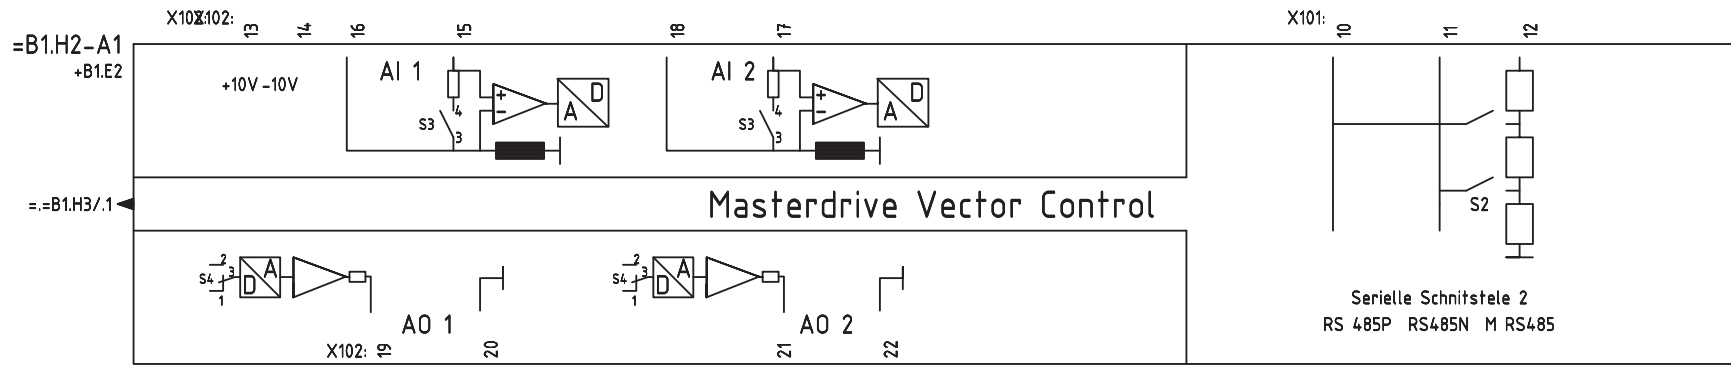 X102: X102: X101:
13 14 16 15 18 17 10 11 12
=B1.H2-A1
+B1.E2
AI 1 AI 2
+10V -10V
D D
A A
+ +
- -
4 4
S3 S3
3 3
=.=B1.H3/.1
Masterdrive Vector Control
S2
2 A 2 A
S4 3 S4 3
D D
1 1
Serielle Schnitstele 2
AO 1 AO 2 RS 485P RS485N M RS485
X102: 19 20 21 22